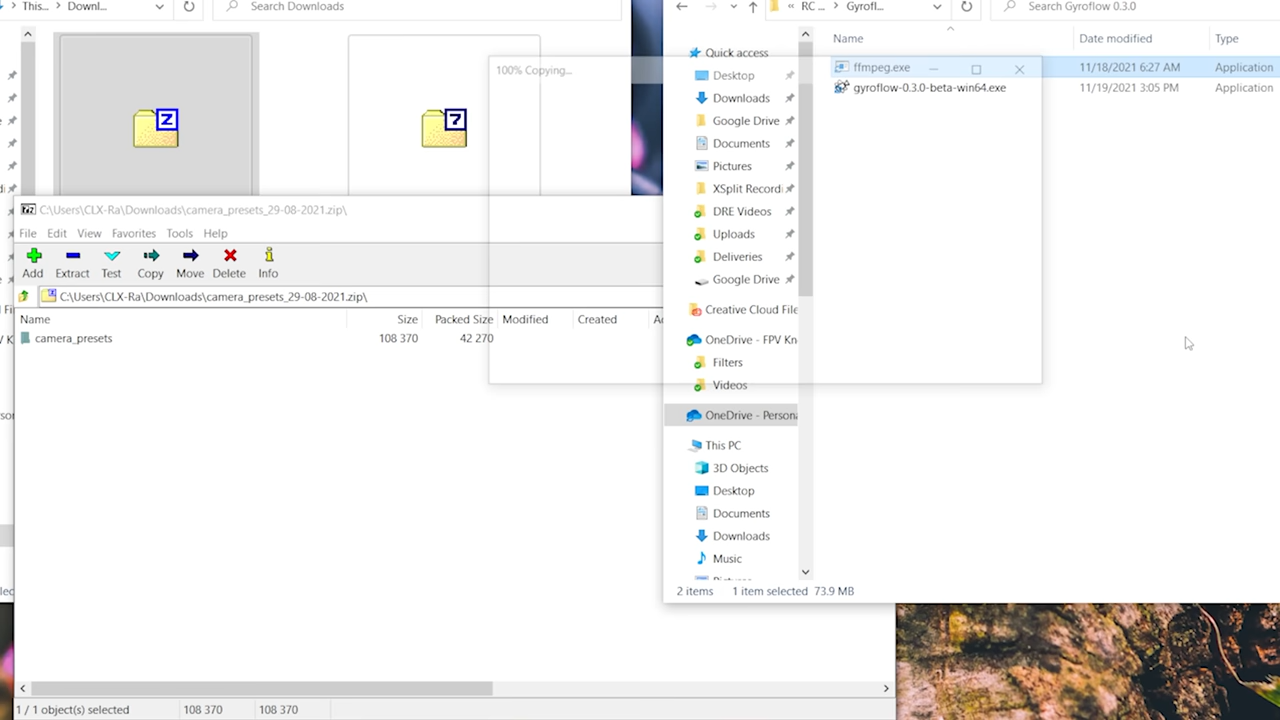 This...
Downl...
Search Downloads
Z
7
C:\Users\CLX-Ra\Downloads\camera_presets_29-08-2021.zip\
File Edit View Favorites Tools Help
Add Extract Test Copy Move Delete Info
C:\Users\CLX-Ra\Downloads\camera_presets_29-08-2021.zip\
Name Size Packed Size Modified Created
camera_presets 108 370 42 270
1 / 1 object(s) selected 108 370 108 370
100% Copying...
RC ... Gyrofl...
Search Gyroflow 0.3.0
Name Date modified Type
ffmpeg.exe 11/18/2021 6:27 AM Application
gyroflow-0.3.0-beta-win64.exe 11/19/2021 3:05 PM Application
Quick access
Desktop
Downloads
Google Drive
Documents
Pictures
XSplit Recordi
DRE Videos
Uploads
Deliveries
Google Drive
Creative Cloud File
OneDrive - FPV Kn
Filters
Videos
OneDrive - Persona
This PC
3D Objects
Desktop
Documents
Downloads
Music
2 items 1 item selected 73.9 MB